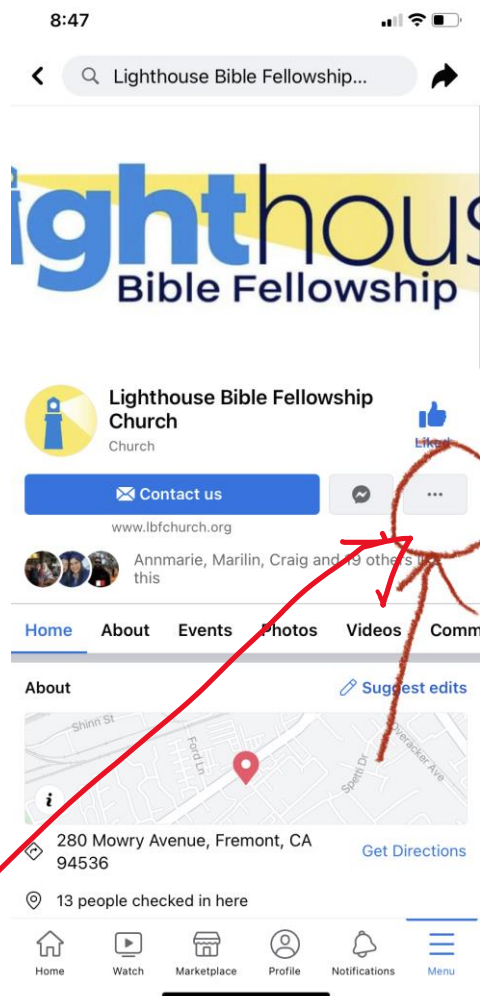 8:47
Lighthouse Bible Fellowship...
ighthous
Bible Fellowship
Lighthouse Bible Fellowship
Church
Church
Liked
Contact us
www.lbfchurch.org
Annmarie, Marilin, Craig and 19 others like
this
Home About Events Photos Videos Comm
About
Suggest edits
Shinn St
Ford Ln
Spetti Dr
Overacker Ave
280 Mowry Avenue, Fremont, CA
94536
Get Directions
13 people checked in here
Home Watch Marketplace Profile Notifications Menu